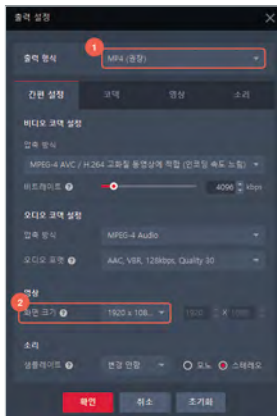 출력 설정
1
출력 형식 MP4 (권장)
간편 설정 코덱 영상 소리
비디오 코덱 설정
압축 방식
MPEG-4 AVC / H.264 고화질 동영상에 적합 (인코딩 속도 느림)
비트레이트 4096 kbps
오디오 코덱 설정
압축 방식 MPEG-4 Audio
오디오 포맷 AAC, VBR, 128kbps, Quality 30
2
영상
화면 크기 1920 x 108... 1920 X 1080
소리
샘플레이트 변경 안함 모노 스테레오
확인 취소 초기화